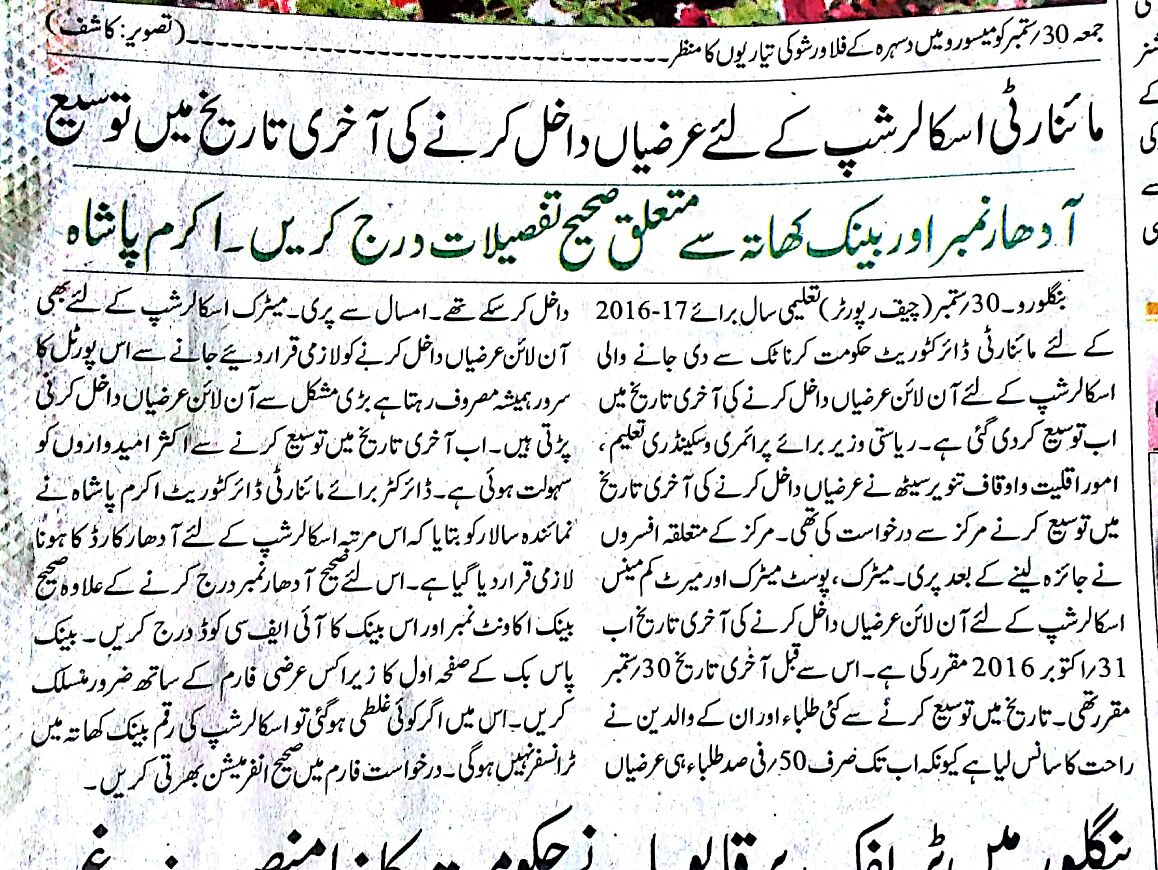 جمعہ 30؍ستمبر کو میسورو میں دسہرہ کے فلاور شو کی تیاریوں کا منظر (تصویر: کاشف)
مائنارٹی اسکالرشپ کے لئے عرضیاں داخل کرنے کی آخری تاریخ میں توسیع
آدھار نمبر اور بینک کھاتہ سے متعلق صحیح تفصیلات درج کریں۔ اکرم پاشاہ
بنگلورو۔30؍ستمبر (چیف رپورٹر) تعلیمی سال برائے 17-2016
کے لئے مائنارٹی ڈائرکٹوریٹ حکومت کرناٹک سے دی جانے والی
اسکالرشپ کے لئے آن لائن عرضیاں داخل کرنے کی آخری تاریخ میں
اب توسیع کردی گئی ہے۔ ریاستی وزیر برائے پرائمری وسکینڈری تعلیم،
امور اقلیت و اوقاف تنویر سیٹھ نے عرضیاں داخل کرنے کی آخری تاریخ
میں توسیع کرنے مرکز سے درخواست کی تھی۔ مرکز کے متعلقہ افسروں
نے جائزہ لینے کے بعد پری۔ میٹرک، پوسٹ میٹرک اور میرٹ کم مینس
اسکالرشپ کے لئے آن لائن عرضیاں داخل کرنے کی آخری تاریخ اب
31؍اکتوبر 2016 مقرر کی ہے۔ اس سے قبل آخری تاریخ 30؍ستمبر
مقرر تھی۔ تاریخ میں توسیع کرنے سے کئی طلباء اور ان کے والدین نے
راحت کا سانس لیا ہے کیونکہ اب تک صرف 50؍فی صد طلباء ہی عرضیاں
داخل کرسکے تھے۔ امسال سے پری۔ میٹرک اسکالرشپ کے لئے بھی
آن لائن عرضیاں داخل کرنے کو لازمی قرار دیئے جانے سے اس پورٹل کا
سرور ہمیشہ مصروف رہتا ہے بڑی مشکل سے آن لائن عرضیاں داخل کرنی
پڑتی ہیں۔ اب آخری تاریخ میں توسیع کرنے سے اکثر امیدواروں کو
سہولت ہوئی ہے۔ ڈائرکٹر برائے مائنارٹی ڈائرکٹوریٹ اکرم پاشاہ نے
نمائندہ سالار کو بتایا کہ اس مرتبہ اسکالرشپ کے لئے آدھار کارڈ کا ہونا
لازمی قرار دیا گیا ہے۔ اس لئے صحیح آدھار نمبر درج کرنے کے علاوہ صحیح
بینک اکاونٹ نمبر اور اس بینک کا آئی ایف سی کوڈ درج کریں۔ بینک
پاس بک کے صفحہ اول کا زیراکس عرضی فارم کے ساتھ ضرور منسلک
کریں۔ اس میں اگر کوئی غلطی ہوگئی تو اسکالرشپ کی رقم بینک کھاتہ میں
ٹرانسفر نہیں ہوگی۔ درخواست فارم میں صحیح انفرمیشن بھرتی کریں۔